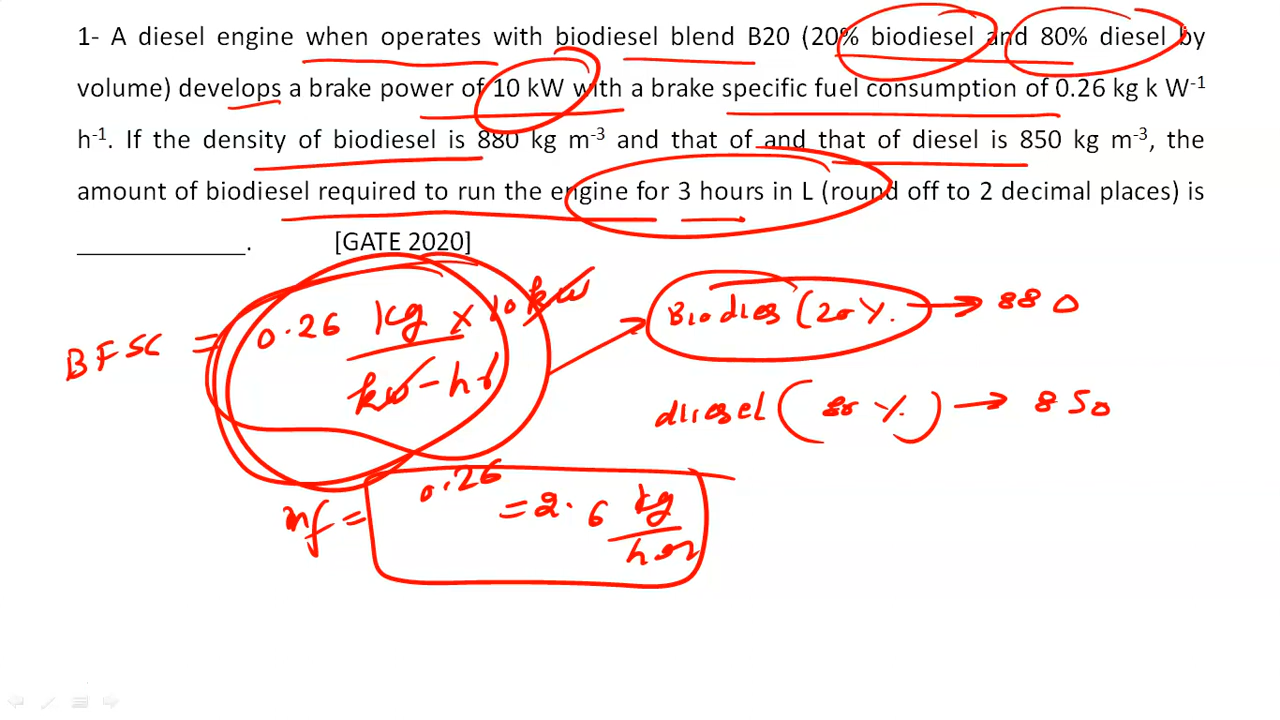 1- A diesel engine when operates with biodiesel blend B20 (20% biodiesel and 80% diesel by
volume) develops a brake power of 10 kW with a brake specific fuel consumption of 0.26 kg k W-1
h-1. If the density of biodiesel is 880 kg m-3 and that of and that of diesel is 850 kg m-3, the
amount of biodiesel required to run the engine for 3 hours in L (round off to 2 decimal places) is
____________. [GATE 2020]
BFSC = 0.26 kg/kw-hr x 10 kw
Biodies (20 %. → 880
diesel (80 %.) → 850
mf = 0.26 = 2.6 kg/hor